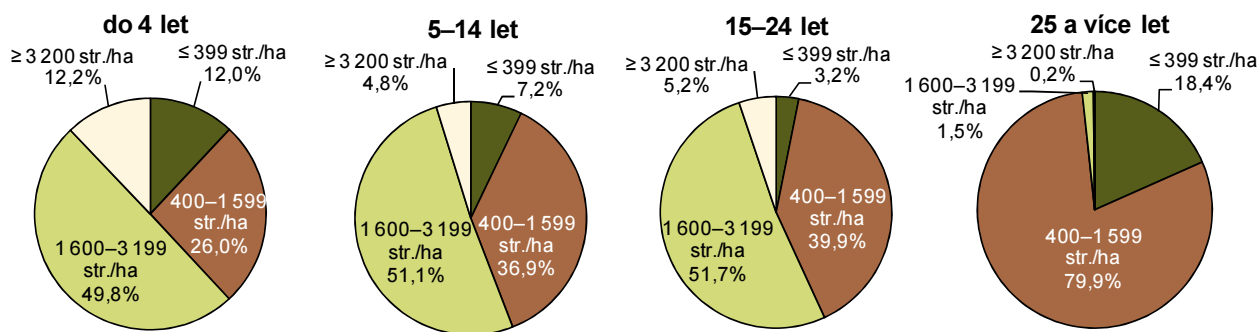 do 4 let
≥ 3 200 str./ha
12,2%
≤ 399 str./ha
12,0%
400–1 599
str./ha
26,0%
1 600–3 199
str./ha
49,8%
5–14 let
≥ 3 200 str./ha
4,8%
≤ 399 str./ha
7,2%
1 600–3 199
str./ha
51,1%
400–1 599
str./ha
36,9%
15–24 let
≥ 3 200 str./ha
5,2%
≤ 399 str./ha
3,2%
400–1 599
str./ha
39,9%
1 600–3 199
str./ha
51,7%
25 a více let
≥ 3 200 str./ha
0,2%
≤ 399 str./ha
18,4%
1 600–3 199
str./ha
1,5%
400–1 599
str./ha
79,9%